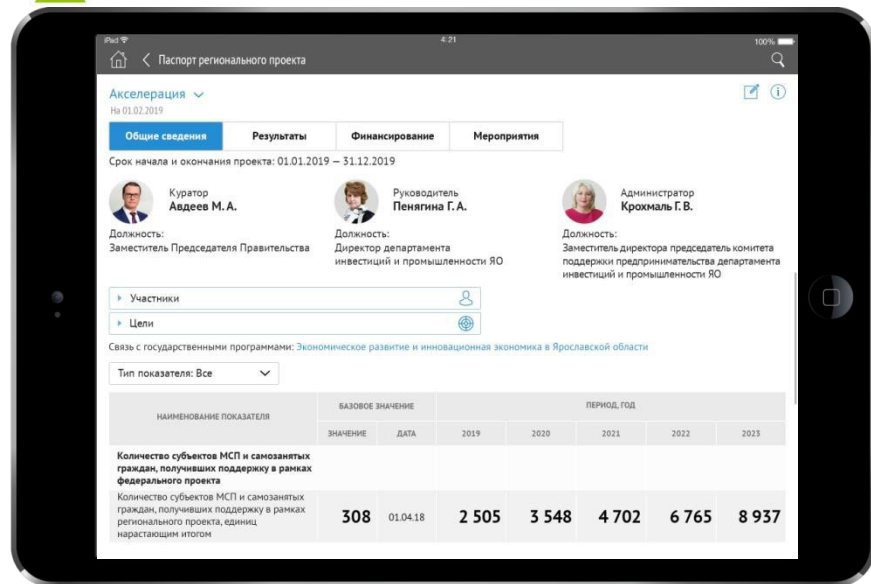 iPad 4:21 100%
Паспорт регионального проекта
Акселерация
На 01.02.2019
Общие сведения Результаты Финансирование Мероприятия
Срок начала и окончания проекта: 01.01.2019 – 31.12.2019
Куратор
Авдеев М. А.
Должность:
Заместитель Председателя Правительства
Руководитель
Пенягина Г. А.
Должность:
Директор департамента
инвестиций и промышленности ЯО
Администратор
Крохмаль Г. В.
Должность:
Заместитель директора председатель комитета
поддержки предпринимательства департамента
инвестиций и промышленности ЯО
Участники
Цели
Связь с государственными программами: Экономическое развитие и инновационная экономика в Ярославской области
Тип показателя: Все
НАИМЕНОВАНИЕ ПОКАЗАТЕЛЯ БАЗОВОЕ ЗНАЧЕНИЕ ПЕРИОД, ГОД
ЗНАЧЕНИЕ ДАТА 2019 2020 2021 2022 2023
Количество субъектов МСП и самозанятых
граждан, получивших поддержку в рамках
федерального проекта
Количество субъектов МСП и самозанятых
граждан, получивших поддержку в рамках
регионального проекта, единиц
нарастающим итогом
308 01.04.18 2 505 3 548 4 702 6 765 8 937